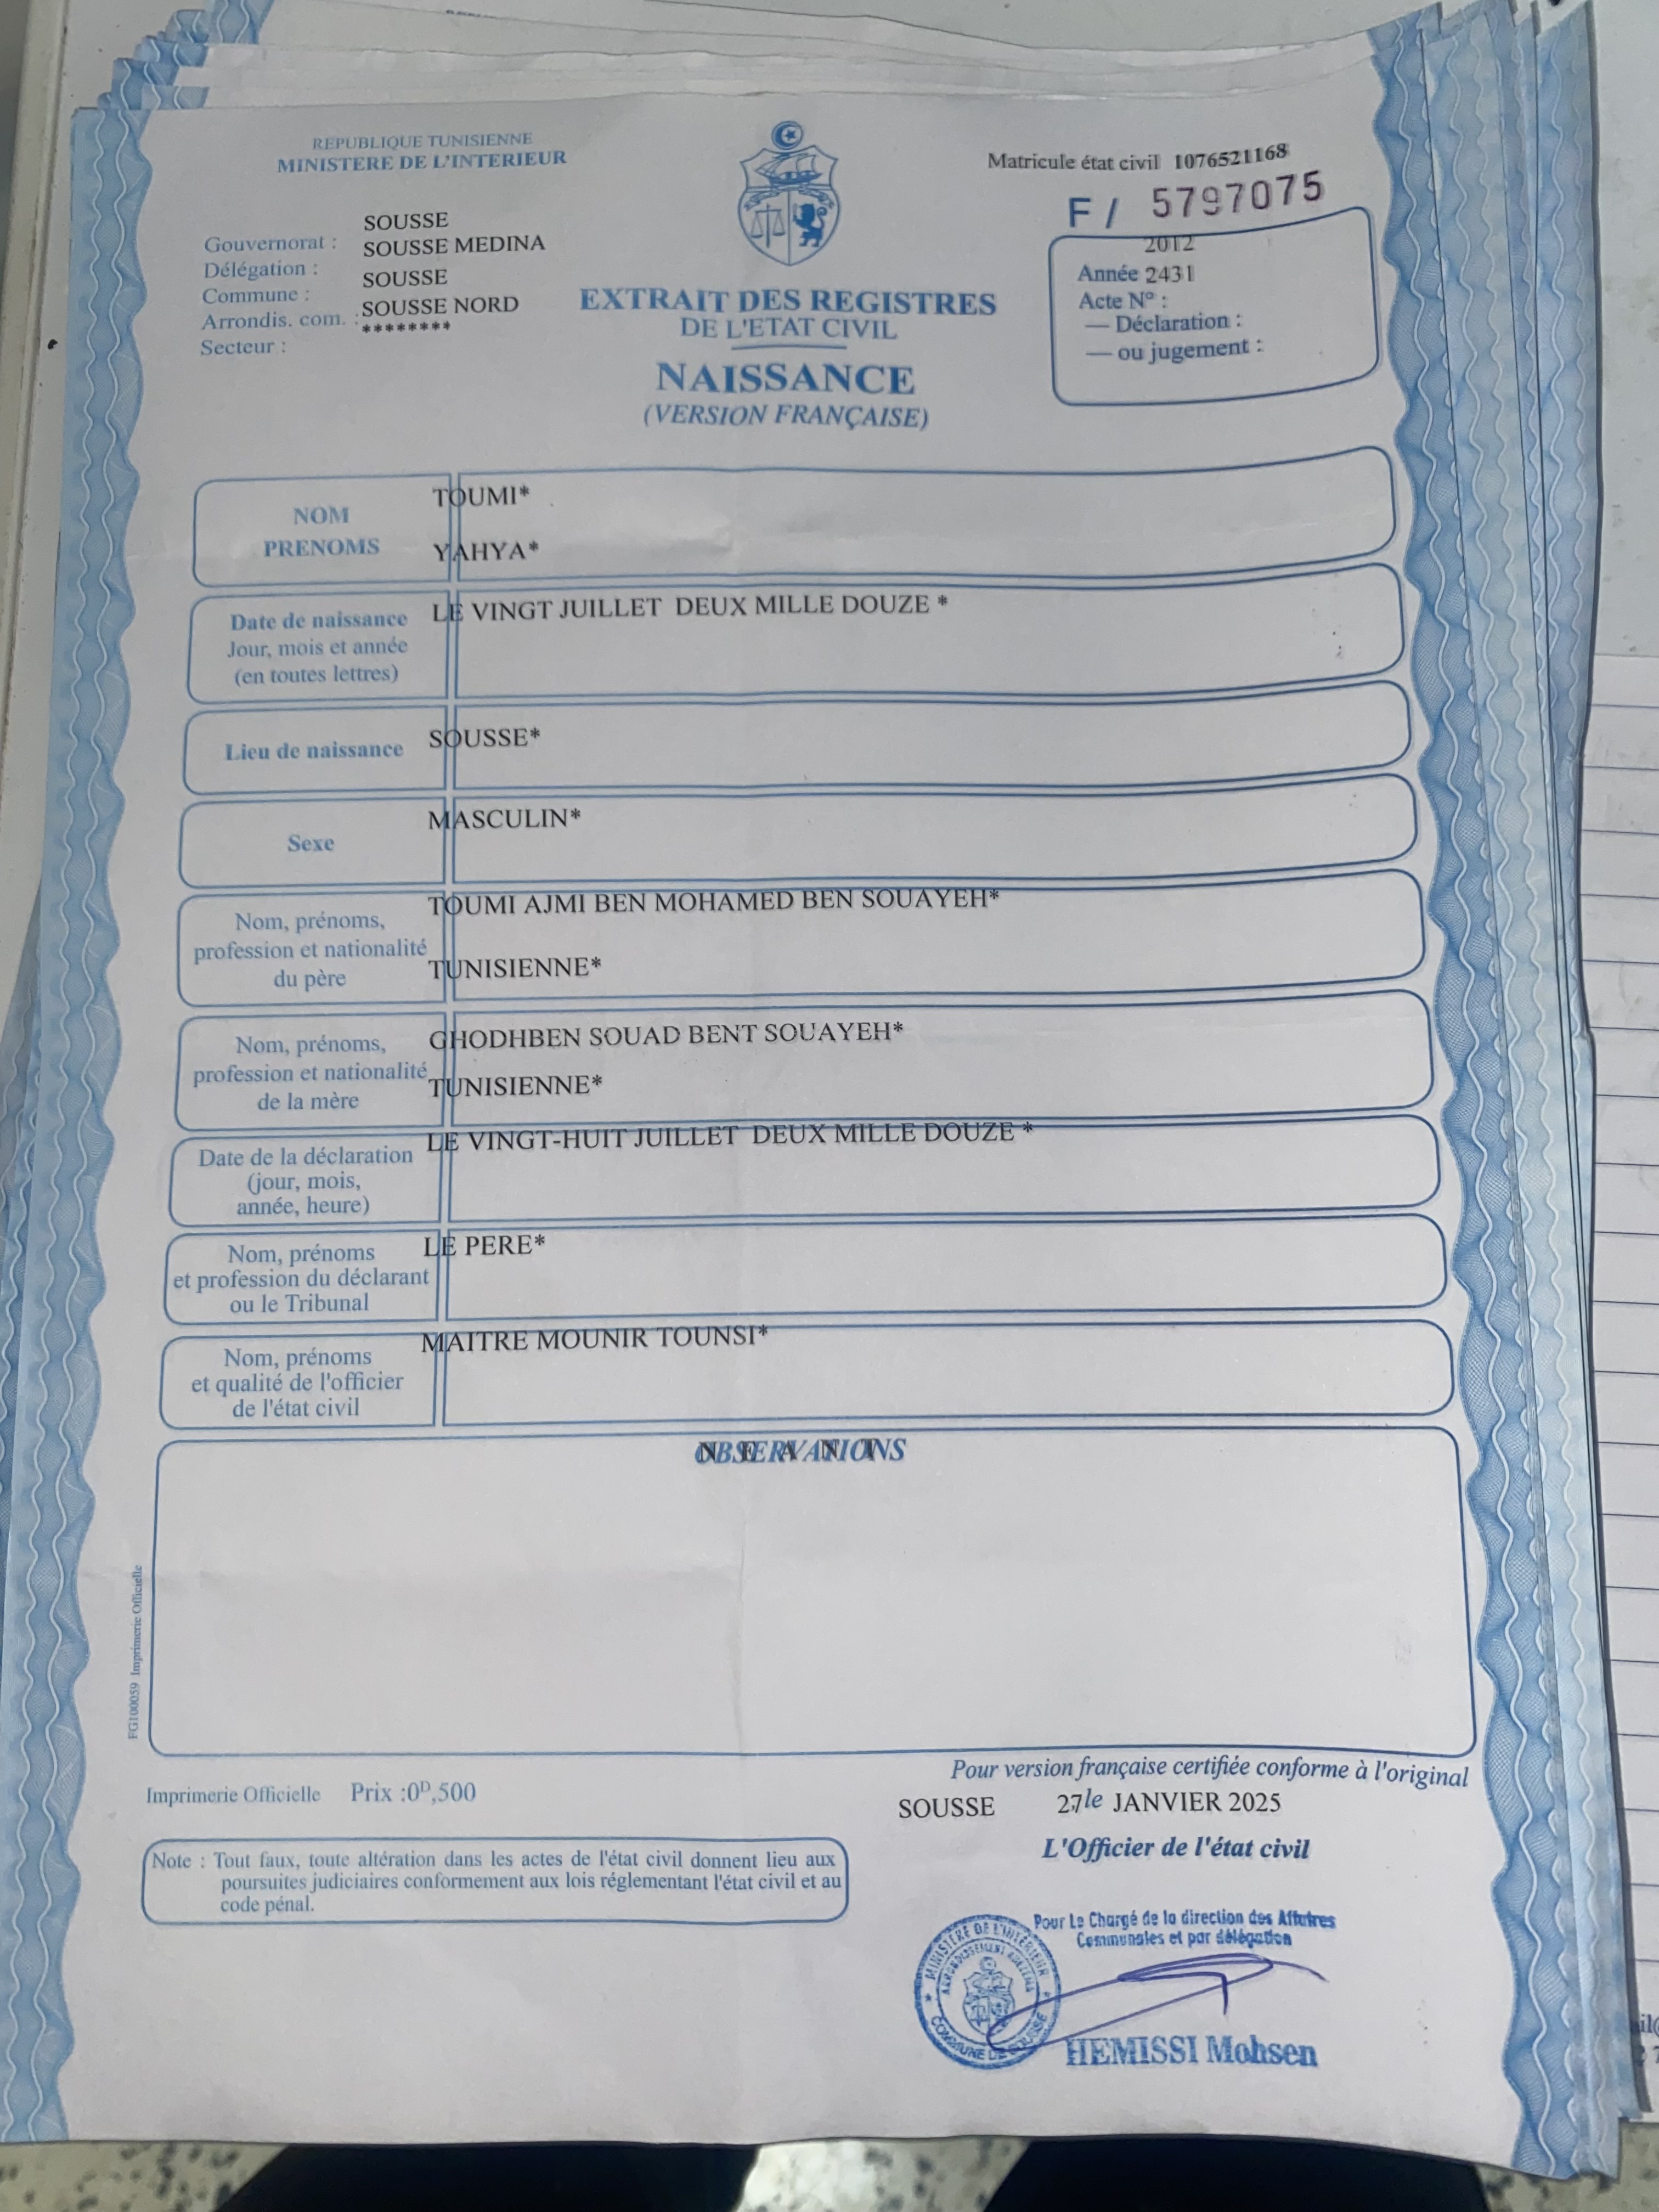 REPUBLIQUE TUNISIENNE
MINISTERE DE L'INTERIEUR
Matricule état civil 1076521168
F / 5797075
Gouvernorat : SOUSSE
Délégation : SOUSSE MEDINA
Commune : SOUSSE
Arrondis. com. : SOUSSE NORD
Secteur : ********
2012
Année 2431
Acte N° :
— Déclaration :
— ou jugement :
EXTRAIT DES REGISTRES
DE L'ETAT CIVIL
NAISSANCE
(VERSION FRANÇAISE)
NOM TOUMI*
PRENOMS YAHYA*
Date de naissance LE VINGT JUILLET DEUX MILLE DOUZE *
Jour, mois et année
(en toutes lettres)
Lieu de naissance SOUSSE*
Sexe MASCULIN*
Nom, prénoms, TOUMI AJMI BEN MOHAMED BEN SOUAYEH*
profession et nationalité
du père TUNISIENNE*
Nom, prénoms, GHODHBEN SOUAD BENT SOUAYEH*
profession et nationalité TUNISIENNE*
de la mère
Date de la déclaration LE VINGT-HUIT JUILLET DEUX MILLE DOUZE *
(jour, mois,
année, heure)
Nom, prénoms LE PERE*
et profession du déclarant
ou le Tribunal
Nom, prénoms MAITRE MOUNIR TOUNSI*
et qualité de l'officier
de l'état civil
OBSERVATIONS
N E A N T
FG100059 Imprimerie Officielle
Imprimerie Officielle Prix :0ᴰ,500
Pour version française certifiée conforme à l'original
SOUSSE 27 le JANVIER 2025
L'Officier de l'état civil
Note : Tout faux, toute altération dans les actes de l'état civil donnent lieu aux
poursuites judiciaires conformement aux lois réglementant l'état civil et au
code pénal.
Pour Le Chargé de la direction des Affaires
Communales et par délégation
MINISTÈRE DE L'INTÉRIEUR
COMMUNE DE SOUSSE
HEMISSI Mohsen